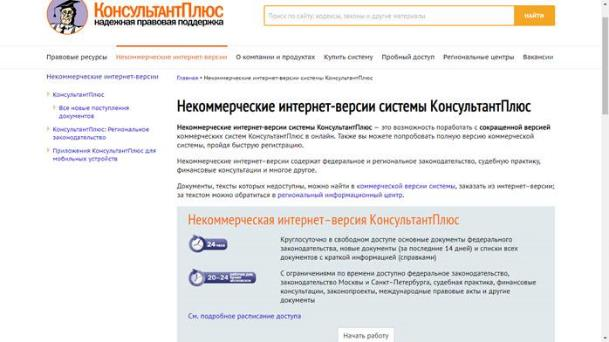 КонсультантПлюс
надежная правовая поддержка
Поиск по сайту: кодексы, законы и другие материалы
НАЙТИ
Правовые ресурсы Некоммерческие интернет-версии О компании и продуктах Купить систему Пробный доступ Региональные центры Вакансии
Некоммерческие интернет-версии
КонсультантПлюс
Все новые поступления
документов
КонсультантПлюс: Региональное
законодательство
Приложения КонсультантПлюс для
мобильных устройств
Главная • Некоммерческие интернет-версии системы КонсультантПлюс
Некоммерческие интернет-версии системы КонсультантПлюс
Некоммерческие интернет-версии системы КонсультантПлюс — это возможность поработать с сокращенной версией
коммерческих систем КонсультантПлюс в онлайн. Также вы можете попробовать полную версию коммерческой
системы, пройдя быструю регистрацию.
Некоммерческие интернет-версии содержат федеральное и региональное законодательство, судебную практику,
финансовые консультации и многое другое.
Документы, тексты которых недоступны, можно найти в коммерческой версии системы, заказать из интернет-версии;
за текстом можно обратиться в региональный информационный центр.
Некоммерческая интернет-версия КонсультантПлюс
24 часа
Круглосуточно в свободном доступе основные документы федерального
законодательства, новые документы (за последние 14 дней) и списки всех
документов с краткой информацией (справками)
20–24
С ограничениями по времени доступно федеральное законодательство,
законодательство Москвы и Санкт-Петербурга, судебная практика, финансовые
консультации, законопроекты, международные правовые акты и другие
документы
См. подробное расписание доступа
Начать работу